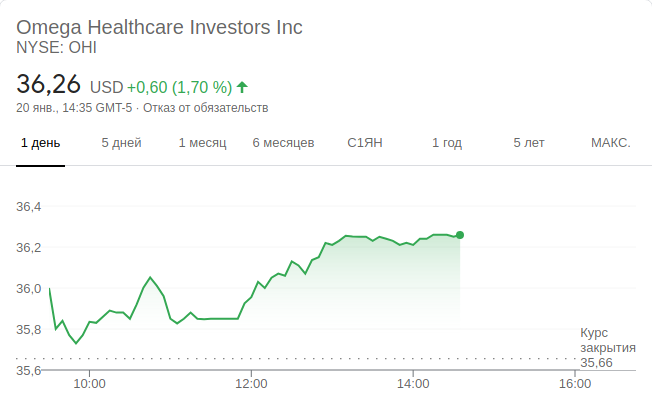 Omega Healthcare Investors Inc
NYSE: OHI
36,26 USD +0,60 (1,70 %)
20 янв., 14:35 GMT-5 · Отказ от обязательств
1 день 5 дней 1 месяц 6 месяцев С1ЯН 1 год 5 лет МАКС.
36,4
36,2
36,0
35,8
Курс
закрытия
35,66
35,6
10:00 12:00 14:00 16:00